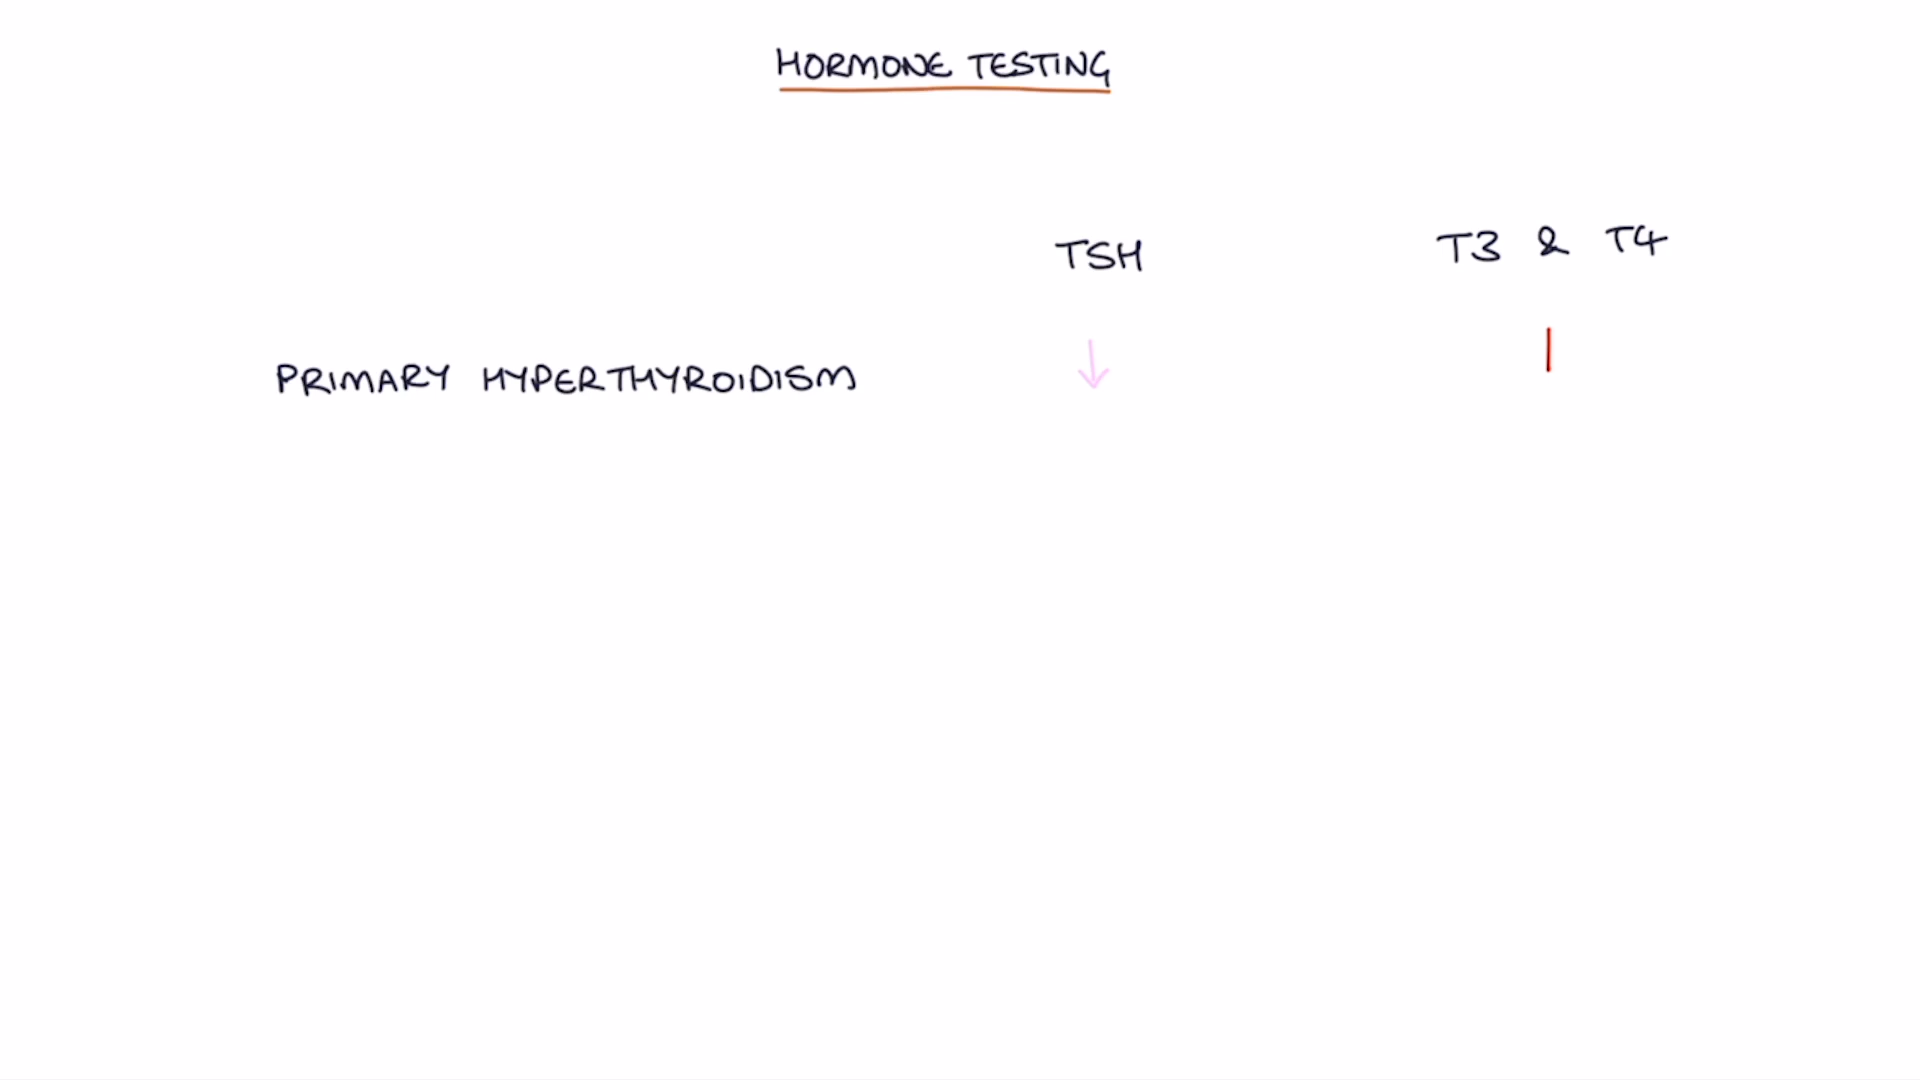 HORMONE TESTING
TSH T3 & T4
PRIMARY HYPERTHYROIDISM ↓